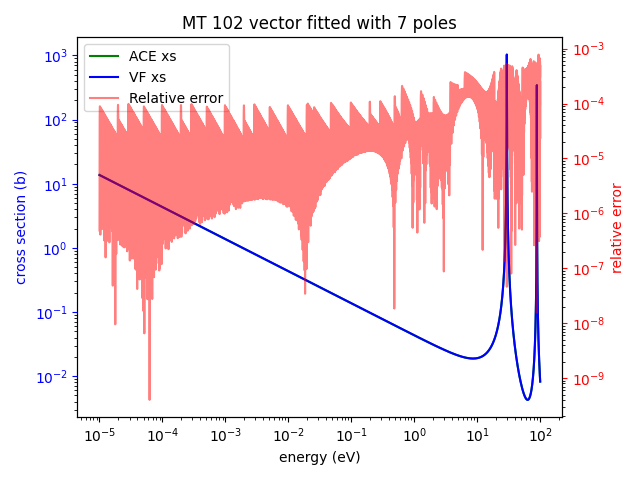 MT 102 vector fitted with 7 poles
ACE xs
VF xs
Relative error
10³
10²
10¹
10⁰
10⁻¹
10⁻²
cross section (b)
10⁻³
10⁻⁴
10⁻⁵
10⁻⁶
10⁻⁷
10⁻⁸
10⁻⁹
relative error
10⁻⁵ 10⁻⁴ 10⁻³ 10⁻² 10⁻¹ 10⁰ 10¹ 10²
energy (eV)